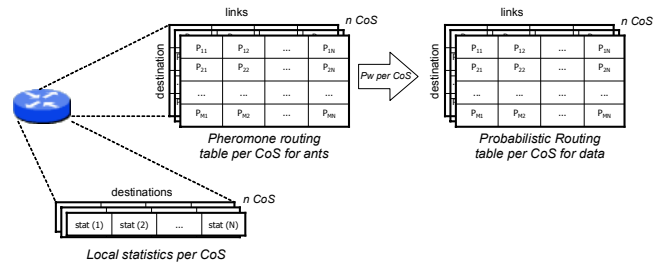 links
n CoS
destination
P11 P12 ... P1N
P21 P22 ... P2N
... ... ... ...
PM1 PM2 ... PMN
Pheromone routing
table per CoS for ants
Pw per CoS
links
n CoS
destination
P11 P12 ... P1N
P21 P22 ... P2N
... ... ... ...
PM1 PM2 ... PMN
Probabilistic Routing
table per CoS for data
destinations
n CoS
stat (1) stat (2) ... stat (N)
Local statistics per CoS